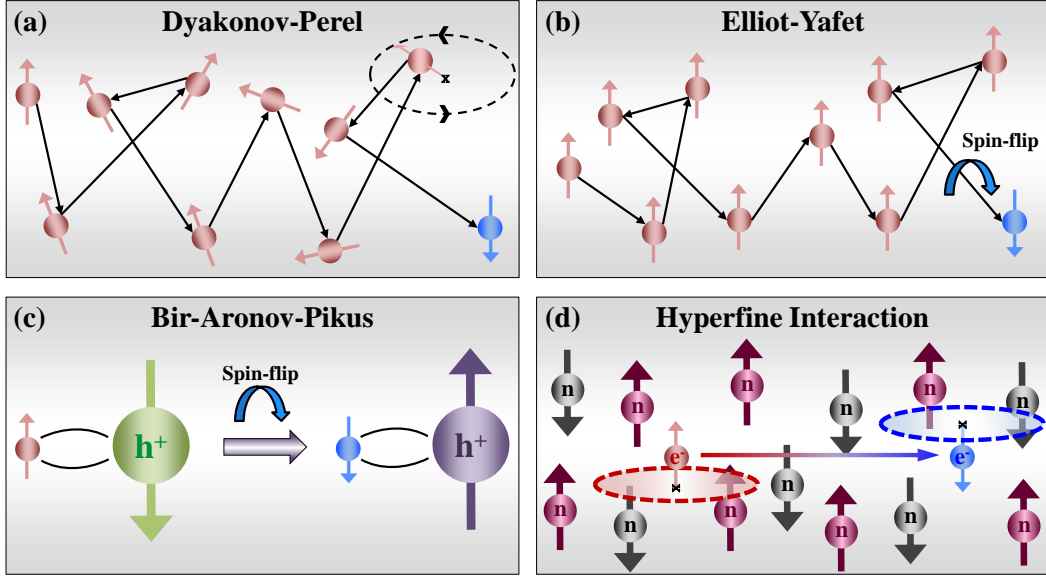 (a) Dyakonov-Perel
x
(b) Elliot-Yafet
Spin-flip
(c) Bir-Aronov-Pikus
Spin-flip
h+
h+
(d) Hyperfine Interaction
n
n
n
n
n
n
x
e-
e-
n
n
n
n
n
n
n
x